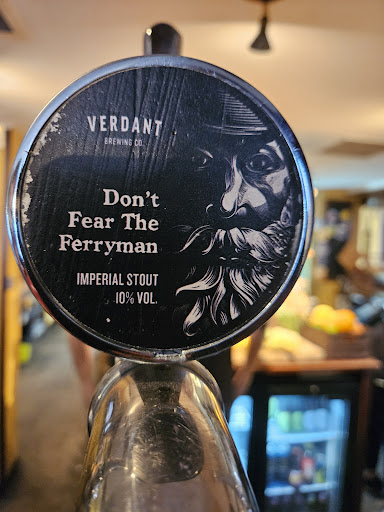 VERDANT
BREWING CO.
Don't
Fear The
Ferryman
IMPERIAL STOUT
10% VOL.